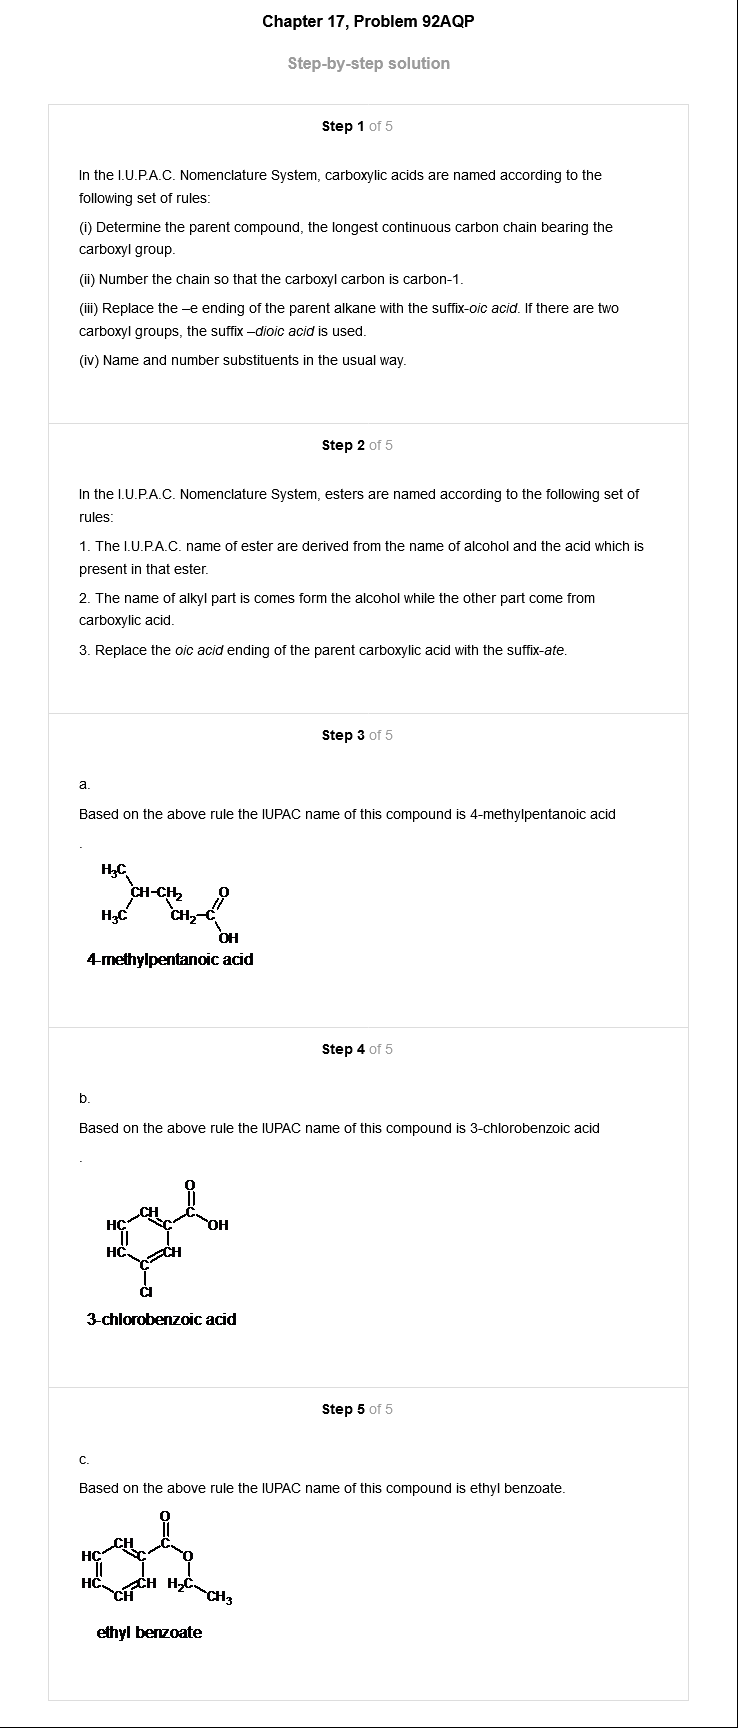 Chapter 17, Problem 92AQP
Step-by-step solution
Step 1 of 5
In the I.U.P.A.C. Nomenclature System, carboxylic acids are named according to the
following set of rules:
(i) Determine the parent compound, the longest continuous carbon chain bearing the
carboxyl group.
(ii) Number the chain so that the carboxyl carbon is carbon-1.
(iii) Replace the –e ending of the parent alkane with the suffix-oic acid. If there are two
carboxyl groups, the suffix –dioic acid is used.
(iv) Name and number substituents in the usual way.
Step 2 of 5
In the I.U.P.A.C. Nomenclature System, esters are named according to the following set of
rules:
1. The I.U.P.A.C. name of ester are derived from the name of alcohol and the acid which is
present in that ester.
2. The name of alkyl part is comes form the alcohol while the other part come from
carboxylic acid.
3. Replace the oic acid ending of the parent carboxylic acid with the suffix-ate.
Step 3 of 5
a.
Based on the above rule the IUPAC name of this compound is 4-methylpentanoic acid
.
H3C
CH-CH2 O
H3C CH2-C
OH
4-methylpentanoic acid
Step 4 of 5
b.
Based on the above rule the IUPAC name of this compound is 3-chlorobenzoic acid
.
O
CH C
HC C OH
HC CH
C
Cl
3-chlorobenzoic acid
Step 5 of 5
c.
Based on the above rule the IUPAC name of this compound is ethyl benzoate.
O
CH C
HC C O
HC CH H2C
CH CH3
ethyl benzoate